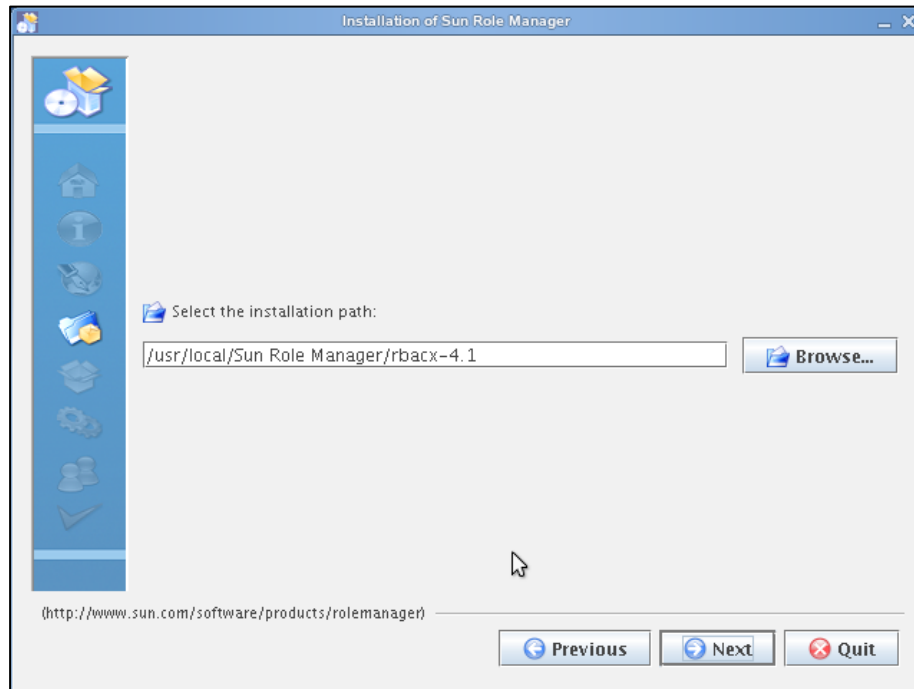 Installation of Sun Role Manager
Select the installation path:
/usr/local/Sun Role Manager/rbacx-4.1
Browse...
(http://www.sun.com/software/products/rolemanager)
Previous
Next
Quit